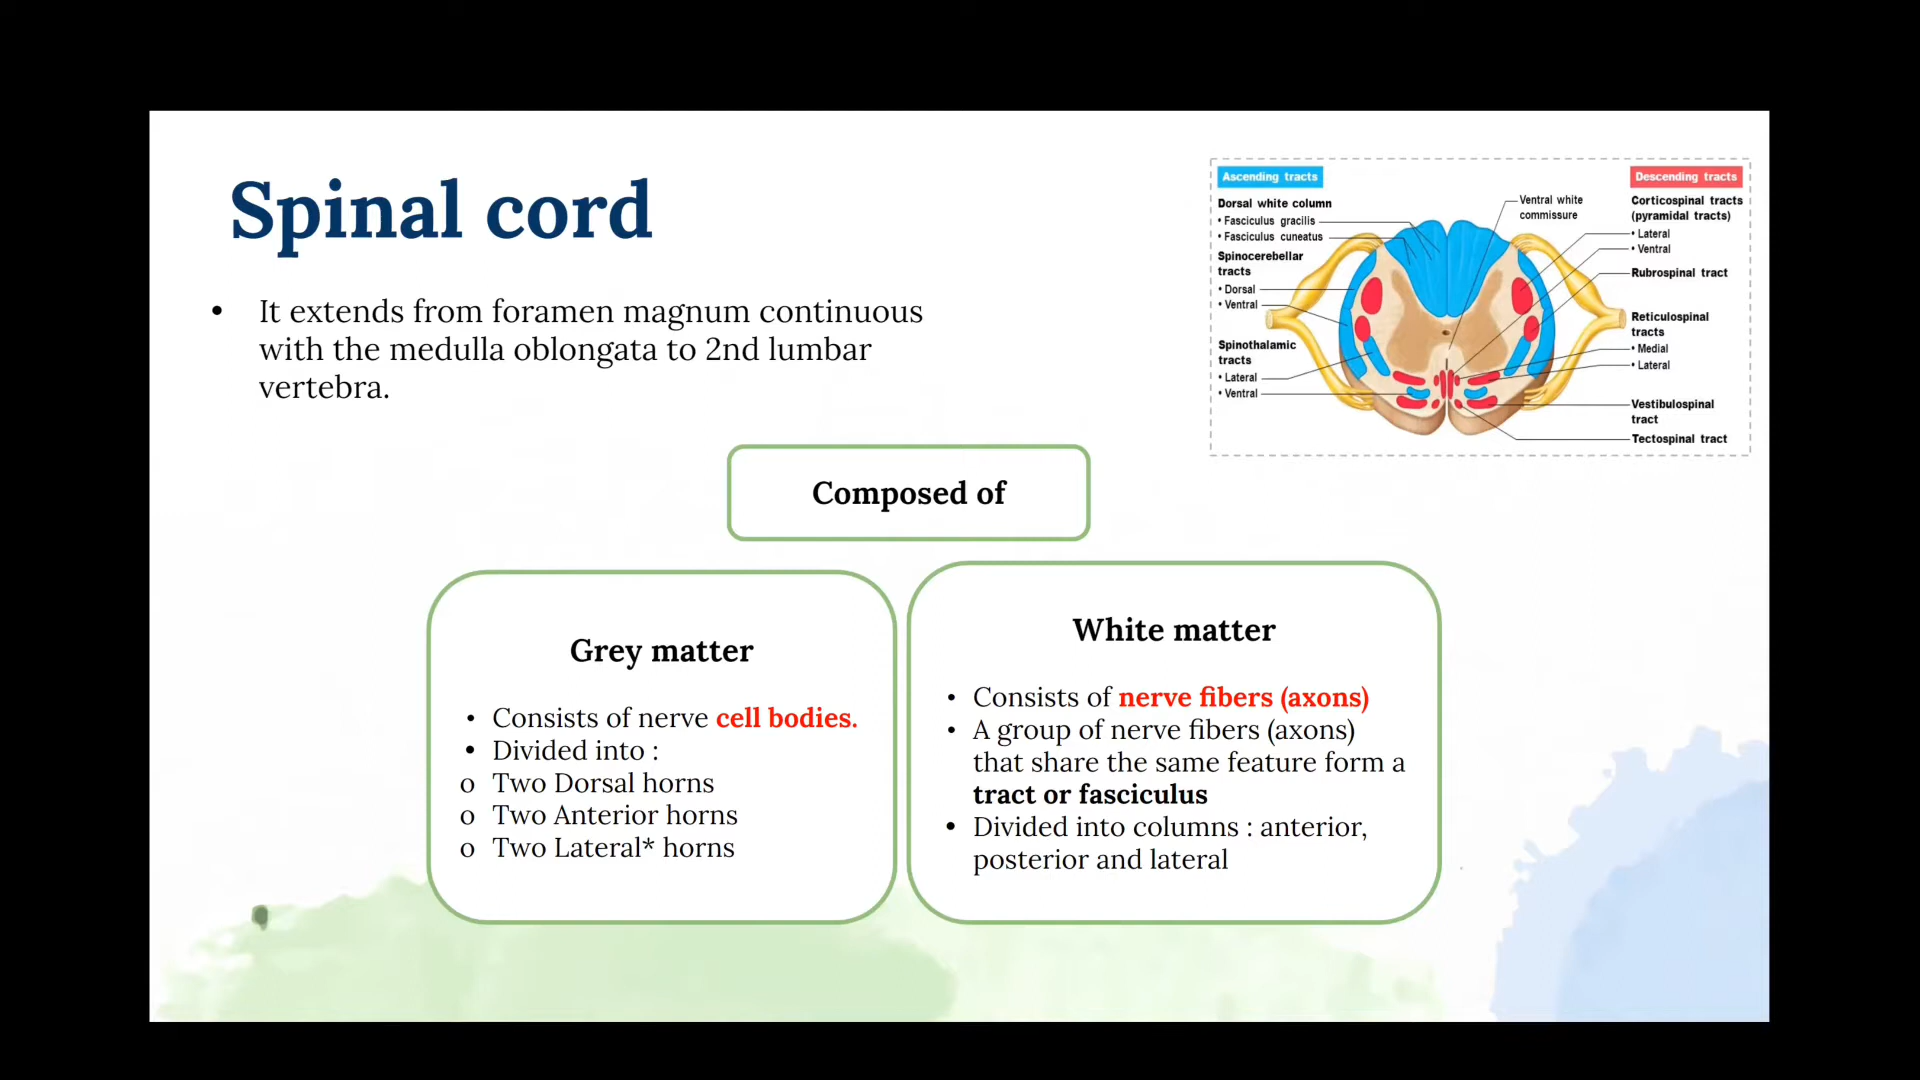 Spinal cord
• It extends from foramen magnum continuous
with the medulla oblongata to 2nd lumbar
vertebra.
Ascending tracts
Dorsal white column
• Fasciculus gracilis
• Fasciculus cuneatus
Spinocerebellar
tracts
• Dorsal
• Ventral
Spinothalamic
tracts
• Lateral
• Ventral
Ventral white
commissure
Descending tracts
Corticospinal tracts
(pyramidal tracts)
• Lateral
• Ventral
Rubrospinal tract
Reticulospinal
tracts
• Medial
• Lateral
Vestibulospinal
tract
Tectospinal tract
Composed of
Grey matter
• Consists of nerve cell bodies.
• Divided into :
o Two Dorsal horns
o Two Anterior horns
o Two Lateral* horns
White matter
• Consists of nerve fibers (axons)
• A group of nerve fibers (axons)
that share the same feature form a
tract or fasciculus
• Divided into columns : anterior,
posterior and lateral